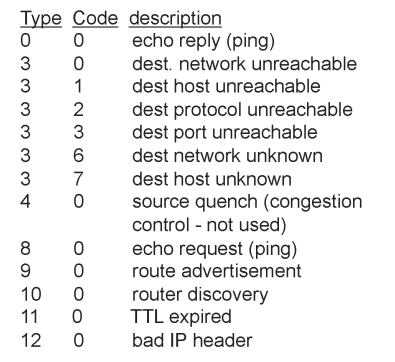 Type Code description
0 0 echo reply (ping)
3 0 dest. network unreachable
3 1 dest host unreachable
3 2 dest protocol unreachable
3 3 dest port unreachable
3 6 dest network unknown
3 7 dest host unknown
4 0 source quench (congestion
control - not used)
8 0 echo request (ping)
9 0 route advertisement
10 0 router discovery
11 0 TTL expired
12 0 bad IP header